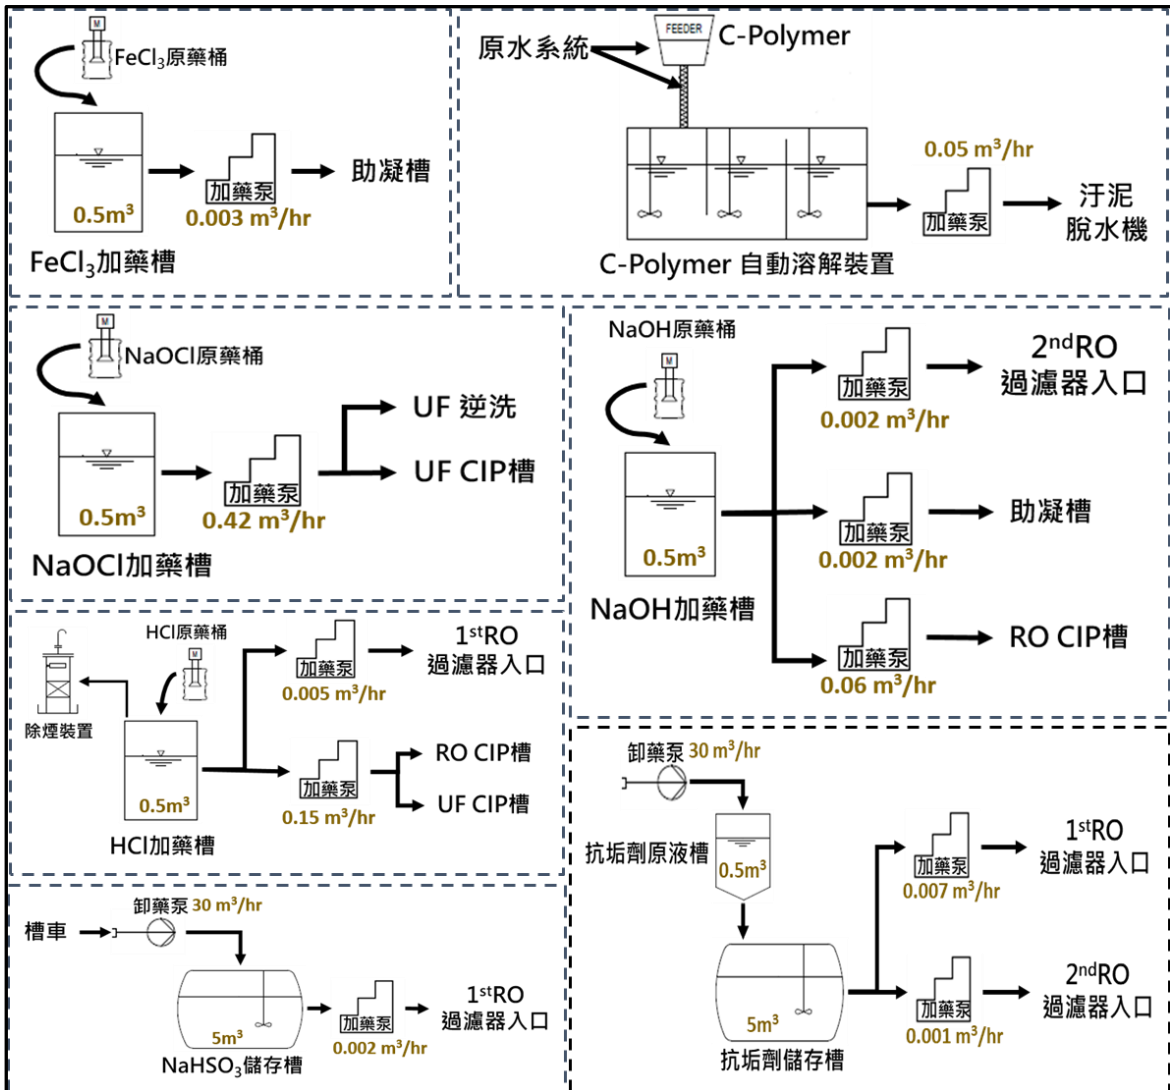 M
FeCl₃原藥桶
0.5m³
加藥泵
0.003 m³/hr
助凝槽
FeCl₃加藥槽
原水系統
FEEDER
C-Polymer
0.05 m³/hr
加藥泵
汙泥
脫水機
C-Polymer 自動溶解裝置
M
NaOCl原藥桶
0.5m³
加藥泵
0.42 m³/hr
UF 逆洗
UF CIP槽
NaOCl加藥槽
NaOH原藥桶
M
0.5m³
NaOH加藥槽
加藥泵
0.002 m³/hr
2ⁿᵈRO
過濾器入口
加藥泵
0.002 m³/hr
助凝槽
加藥泵
0.06 m³/hr
RO CIP槽
HCl原藥桶
M
除煙裝置
0.5m³
HCl加藥槽
加藥泵
0.005 m³/hr
1ˢᵗRO
過濾器入口
加藥泵
0.15 m³/hr
RO CIP槽
UF CIP槽
槽車
卸藥泵 30 m³/hr
5m³
NaHSO₃儲存槽
加藥泵
0.002 m³/hr
1ˢᵗRO
過濾器入口
卸藥泵 30 m³/hr
抗垢劑原液槽
0.5m³
5m³
抗垢劑儲存槽
加藥泵
0.007 m³/hr
1ˢᵗRO
過濾器入口
加藥泵
0.001 m³/hr
2ⁿᵈRO
過濾器入口